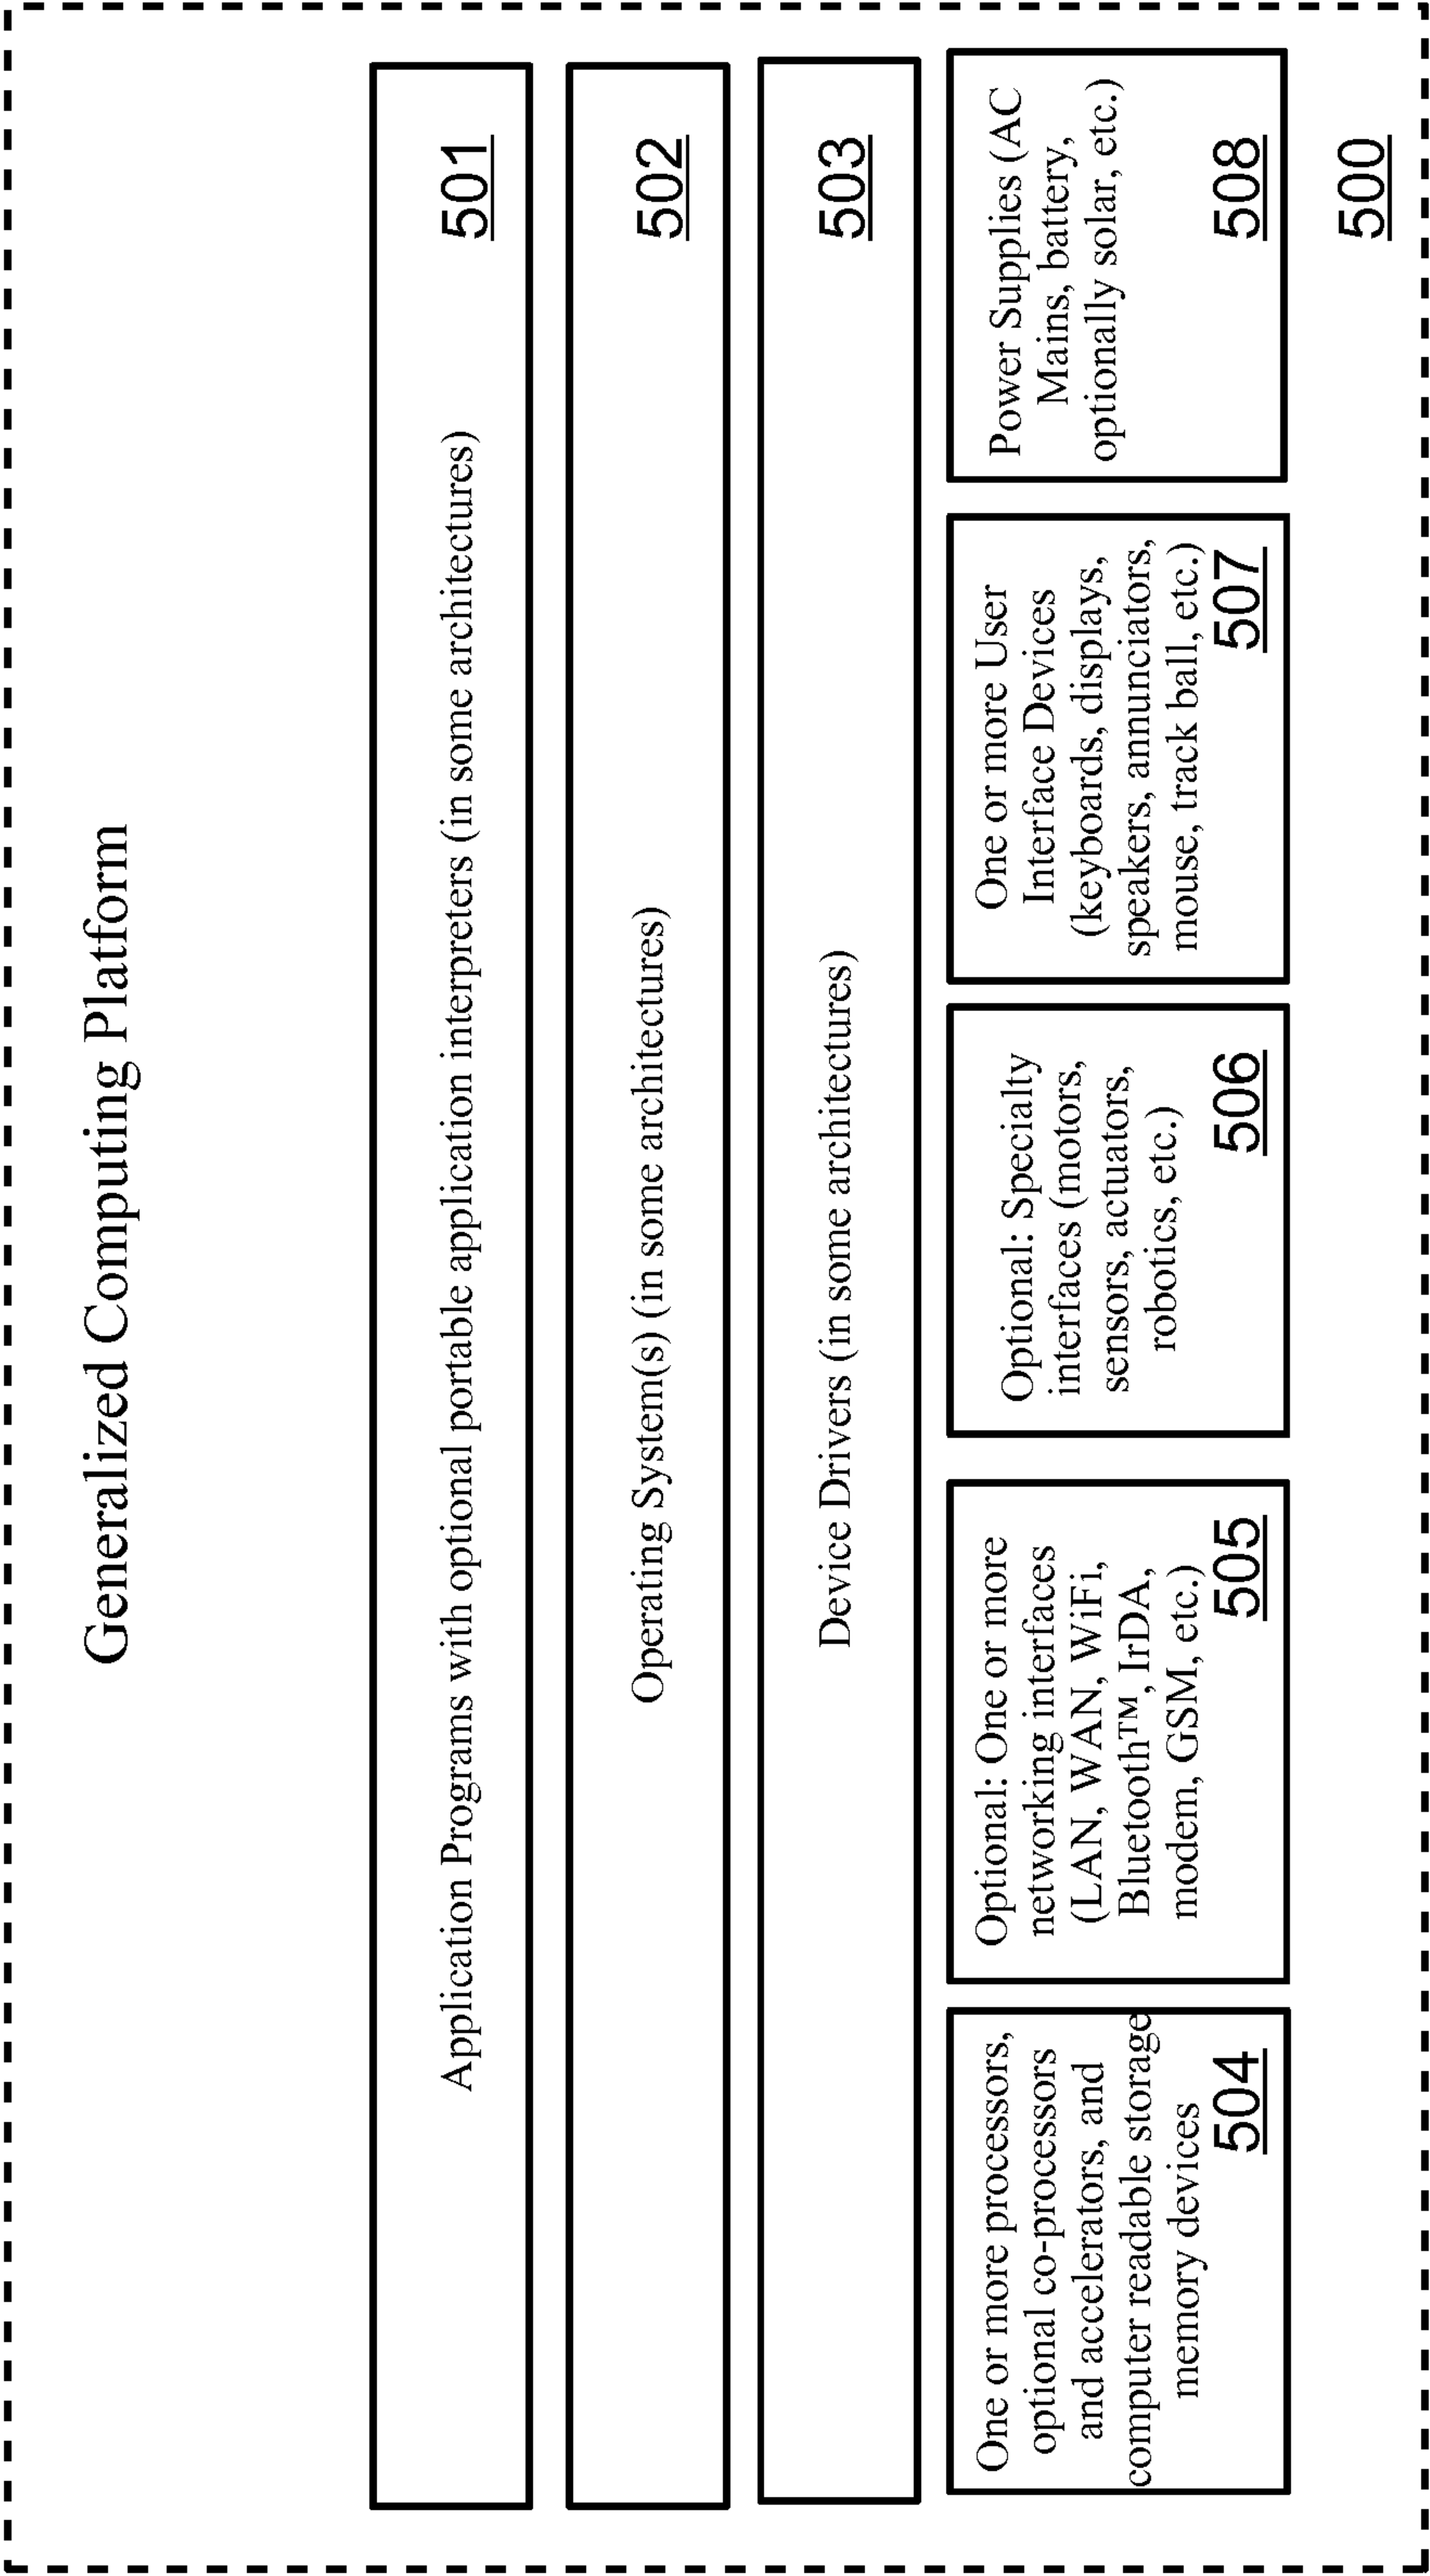 Generalized Computing Platform
Application Programs with optional portable application interpreters (in some architectures)
501
Operating System(s) (in some architectures)
502
Device Drivers (in some architectures)
503
One or more processors,
optional co-processors
and accelerators, and
computer readable storage
memory devices
504
Optional: One or more
networking interfaces
(LAN, WAN, WiFi,
Bluetooth™, IrDA,
modem, GSM, etc.)
505
Optional: Specialty
interfaces (motors,
sensors, actuators,
robotics, etc.)
506
One or more User
Interface Devices
(keyboards, displays,
speakers, annunciators,
mouse, track ball, etc.)
507
Power Supplies (AC
Mains, battery,
optionally solar, etc.)
508
500